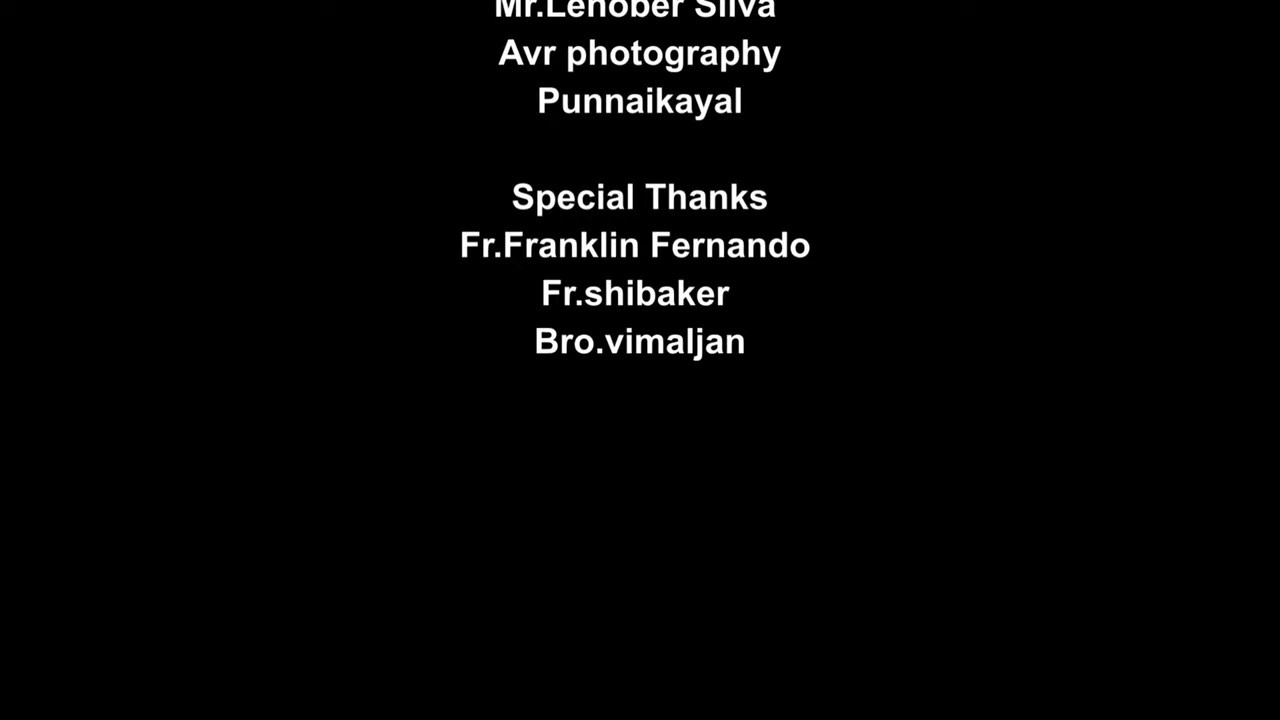 Mr.Lenober Silva
Avr photography
Punnaikayal
Special Thanks
Fr.Franklin Fernando
Fr.shibaker
Bro.vimaljan